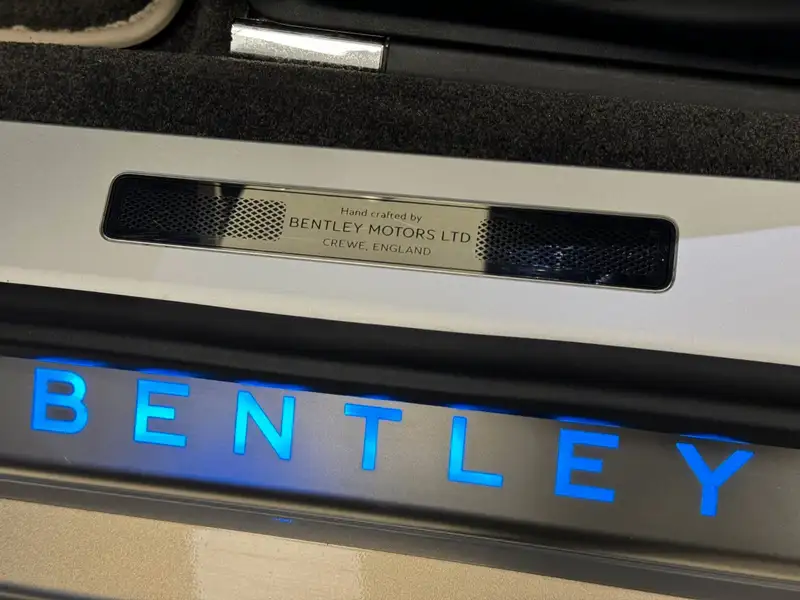 Hand crafted by
BENTLEY MOTORS LTD
CREWE, ENGLAND
BENTLEY